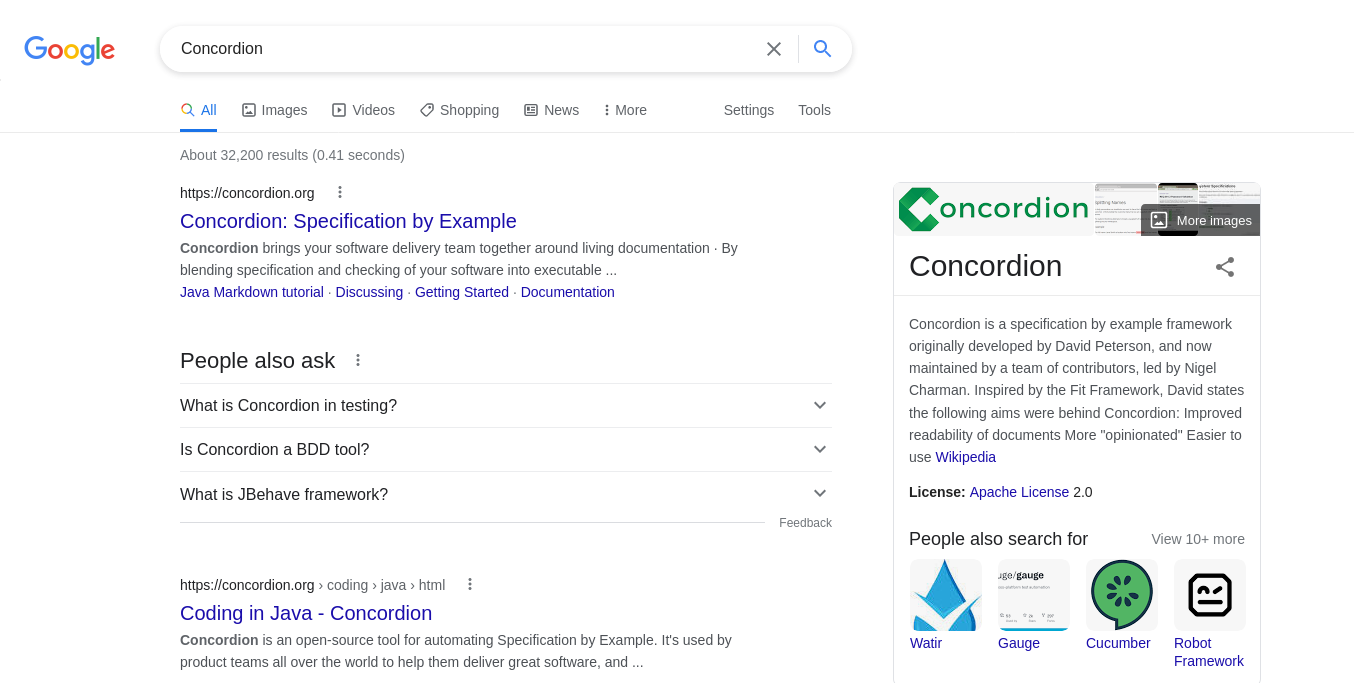 Google
Concordion
All Images Videos Shopping News More Settings Tools
About 32,200 results (0.41 seconds)
https://concordion.org
Concordion: Specification by Example
Concordion brings your software delivery team together around living documentation · By
blending specification and checking of your software into executable ...
Java Markdown tutorial · Discussing · Getting Started · Documentation
People also ask
What is Concordion in testing?
Is Concordion a BDD tool?
What is JBehave framework?
Feedback
https://concordion.org › coding › java › html
Coding in Java - Concordion
Concordion is an open-source tool for automating Specification by Example. It's used by
product teams all over the world to help them deliver great software, and ...
Concordion
More images
Concordion
Concordion is a specification by example framework
originally developed by David Peterson, and now
maintained by a team of contributors, led by Nigel
Charman. Inspired by the Fit Framework, David states
the following aims were behind Concordion: Improved
readability of documents More "opinionated" Easier to
use Wikipedia
License: Apache License 2.0
People also search for View 10+ more
uge/gauge
Watir Gauge Cucumber Robot
Framework